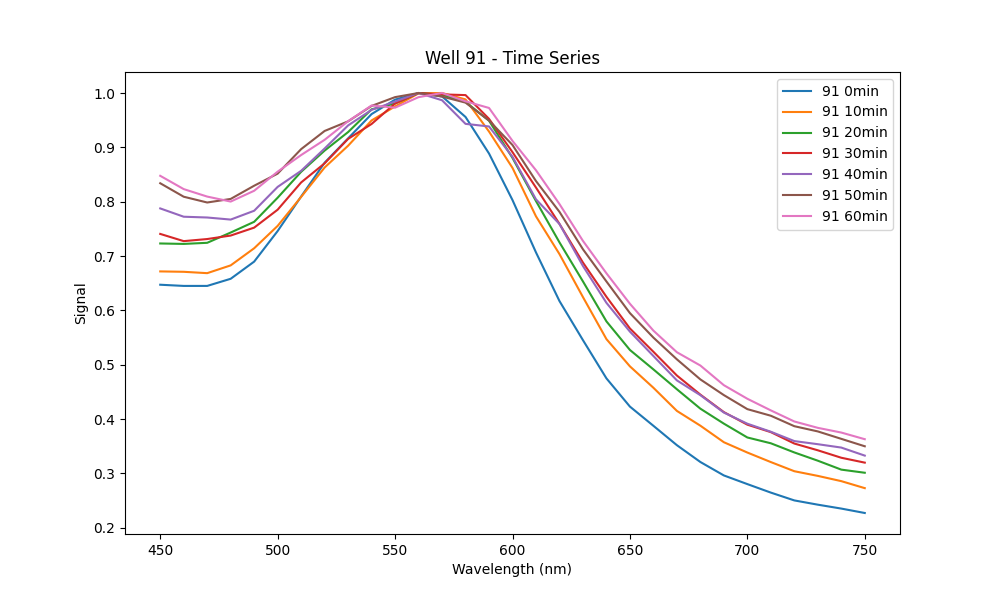 Well 91 - Time Series
Signal
1.0
0.9
0.8
0.7
0.6
0.5
0.4
0.3
0.2
450
500
550
600
650
700
750
Wavelength (nm)
91 0min
91 10min
91 20min
91 30min
91 40min
91 50min
91 60min